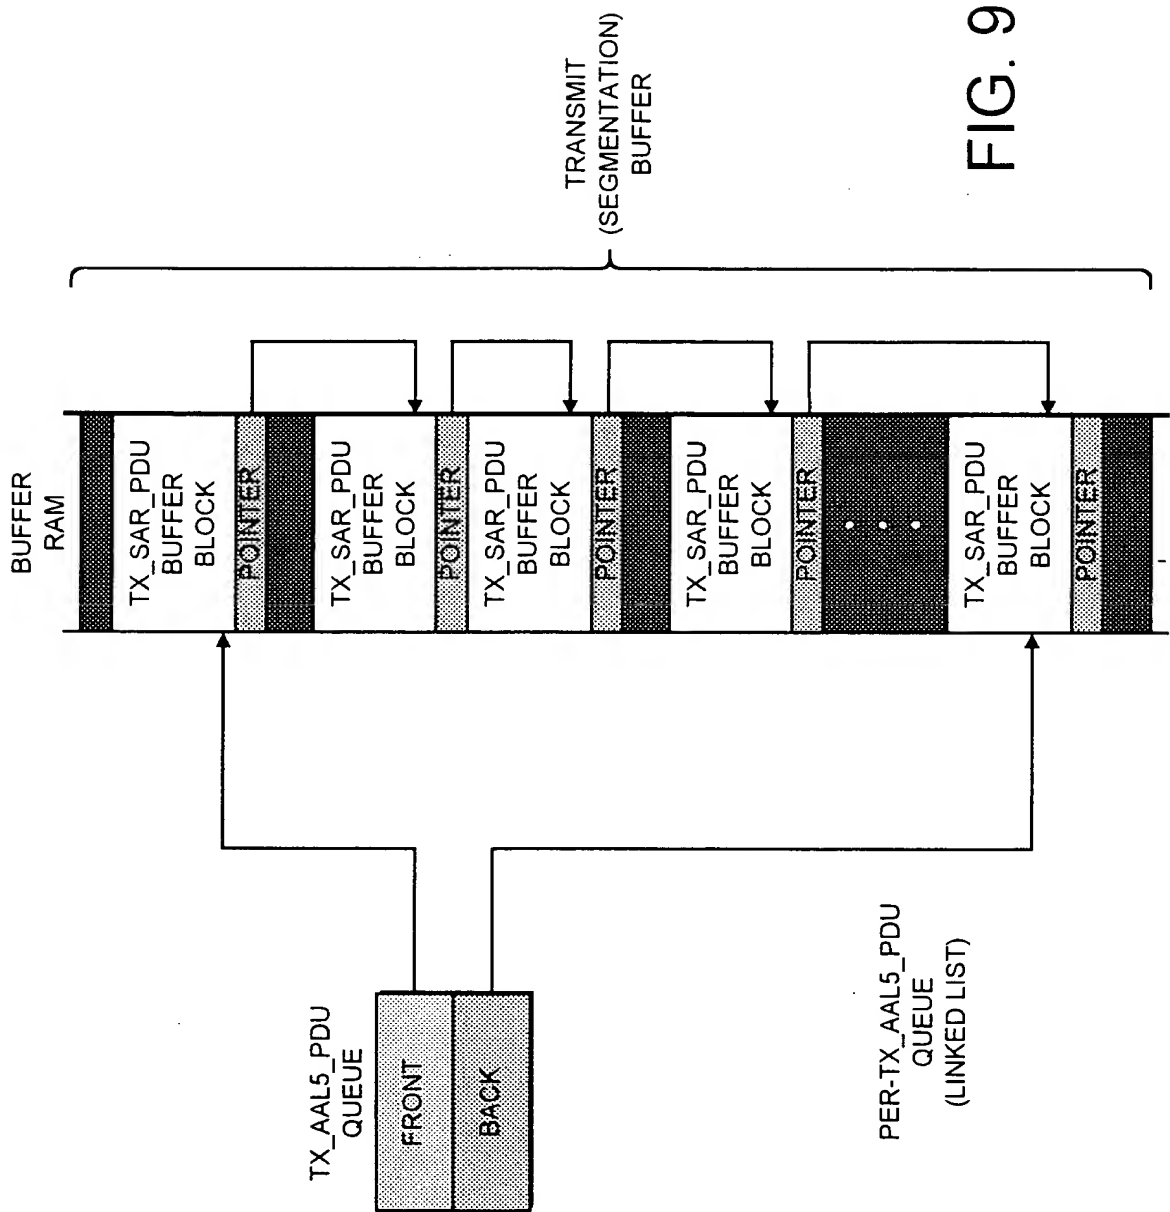 BUFFER
RAM
TX_SAR_PDU
BUFFER
BLOCK
POINTER
TX_SAR_PDU
BUFFER
BLOCK
POINTER
TX_SAR_PDU
BUFFER
BLOCK
POINTER
TX_SAR_PDU
BUFFER
BLOCK
POINTER
TX_SAR_PDU
BUFFER
BLOCK
POINTER
TRANSMIT
(SEGMENTATION)
BUFFER
TX_AAL5_PDU
QUEUE
FRONT
BACK
PER-TX_AAL5_PDU
QUEUE
(LINKED LIST)
FIG. 9